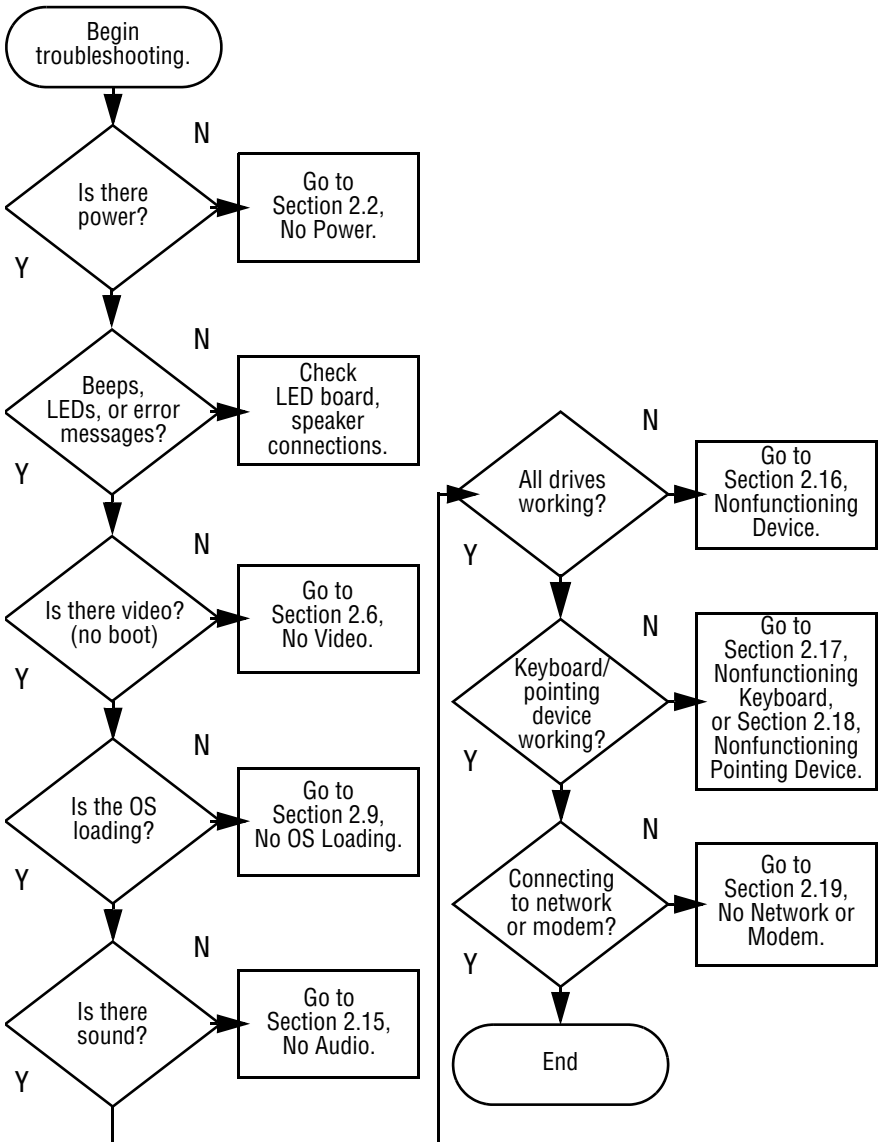 Begin
troubleshooting.
N
Is there
power?
Go to
Section 2.2,
No Power.
Y
N
Beeps,
LEDs, or error
messages?
Check
LED board,
speaker
connections.
Y
N
Is there video?
(no boot)
Go to
Section 2.6,
No Video.
Y
N
Is the OS
loading?
Go to
Section 2.9,
No OS Loading.
Y
N
Is there
sound?
Go to
Section 2.15,
No Audio.
Y
N
All drives
working?
Go to
Section 2.16,
Nonfunctioning
Device.
Y
N
Keyboard/
pointing
device
working?
Go to
Section 2.17,
Nonfunctioning
Keyboard,
or Section 2.18,
Nonfunctioning
Pointing Device.
Y
N
Connecting
to network
or modem?
Go to
Section 2.19,
No Network or
Modem.
Y
End